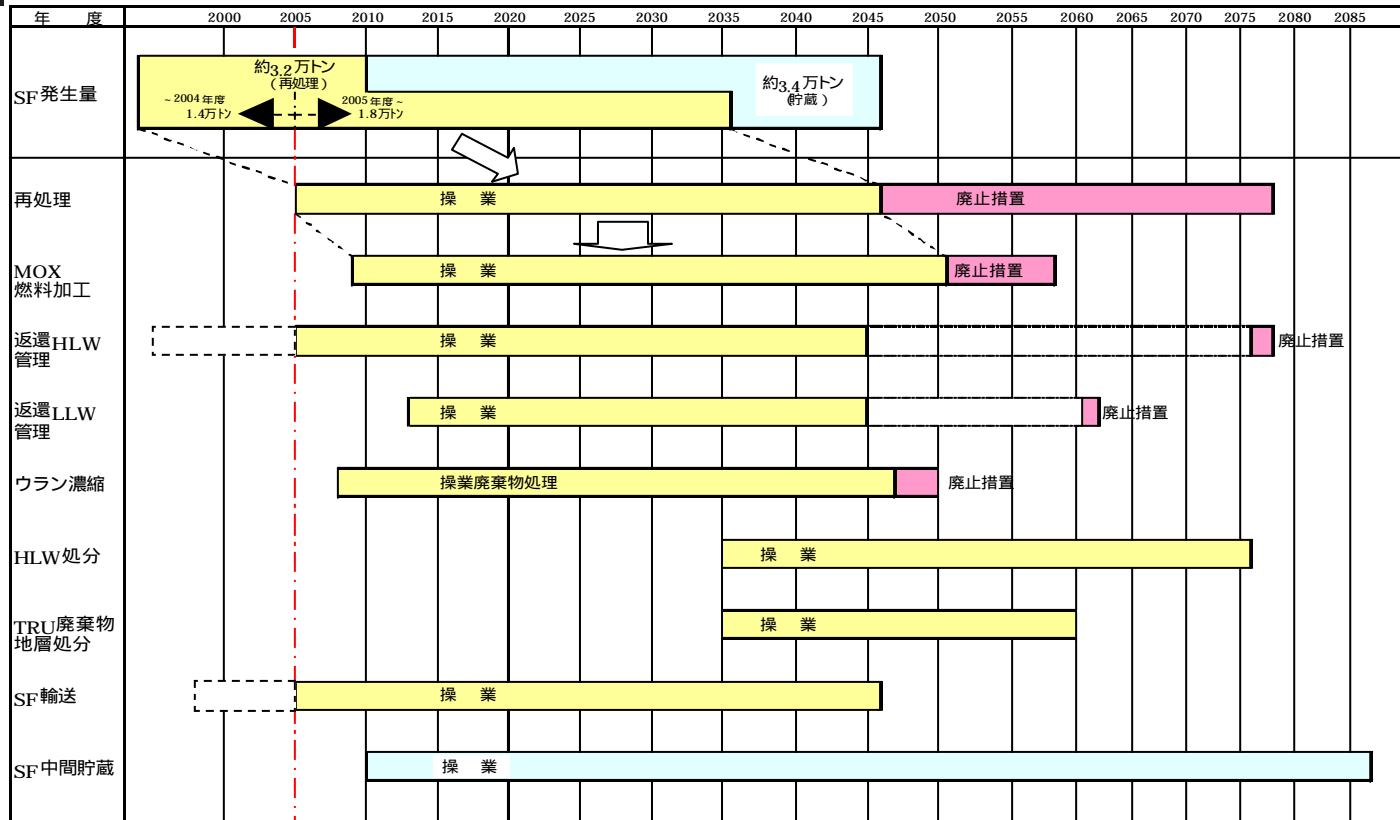 年 度 2000 2005 2010 2015 2020 2025 2030 2035 2040 2045 2050 2055 2060 2065 2070 2075 2080 2085
SF発生量
約3.2万トン
(再処理)
~2004年度
1.4万トン
2005年度~
1.8万トン
約3.4万トン
(貯蔵)
再処理 操 業 廃止措置
MOX
燃料加工
操 業 廃止措置
返還HLW
管理
操 業 廃止措置
返還LLW
管理
操 業 廃止措置
ウラン濃縮 操業廃棄物処理 廃止措置
HLW処分 操 業
TRU廃棄物
地層処分
操 業
SF輸送 操 業
SF中間貯蔵 操 業